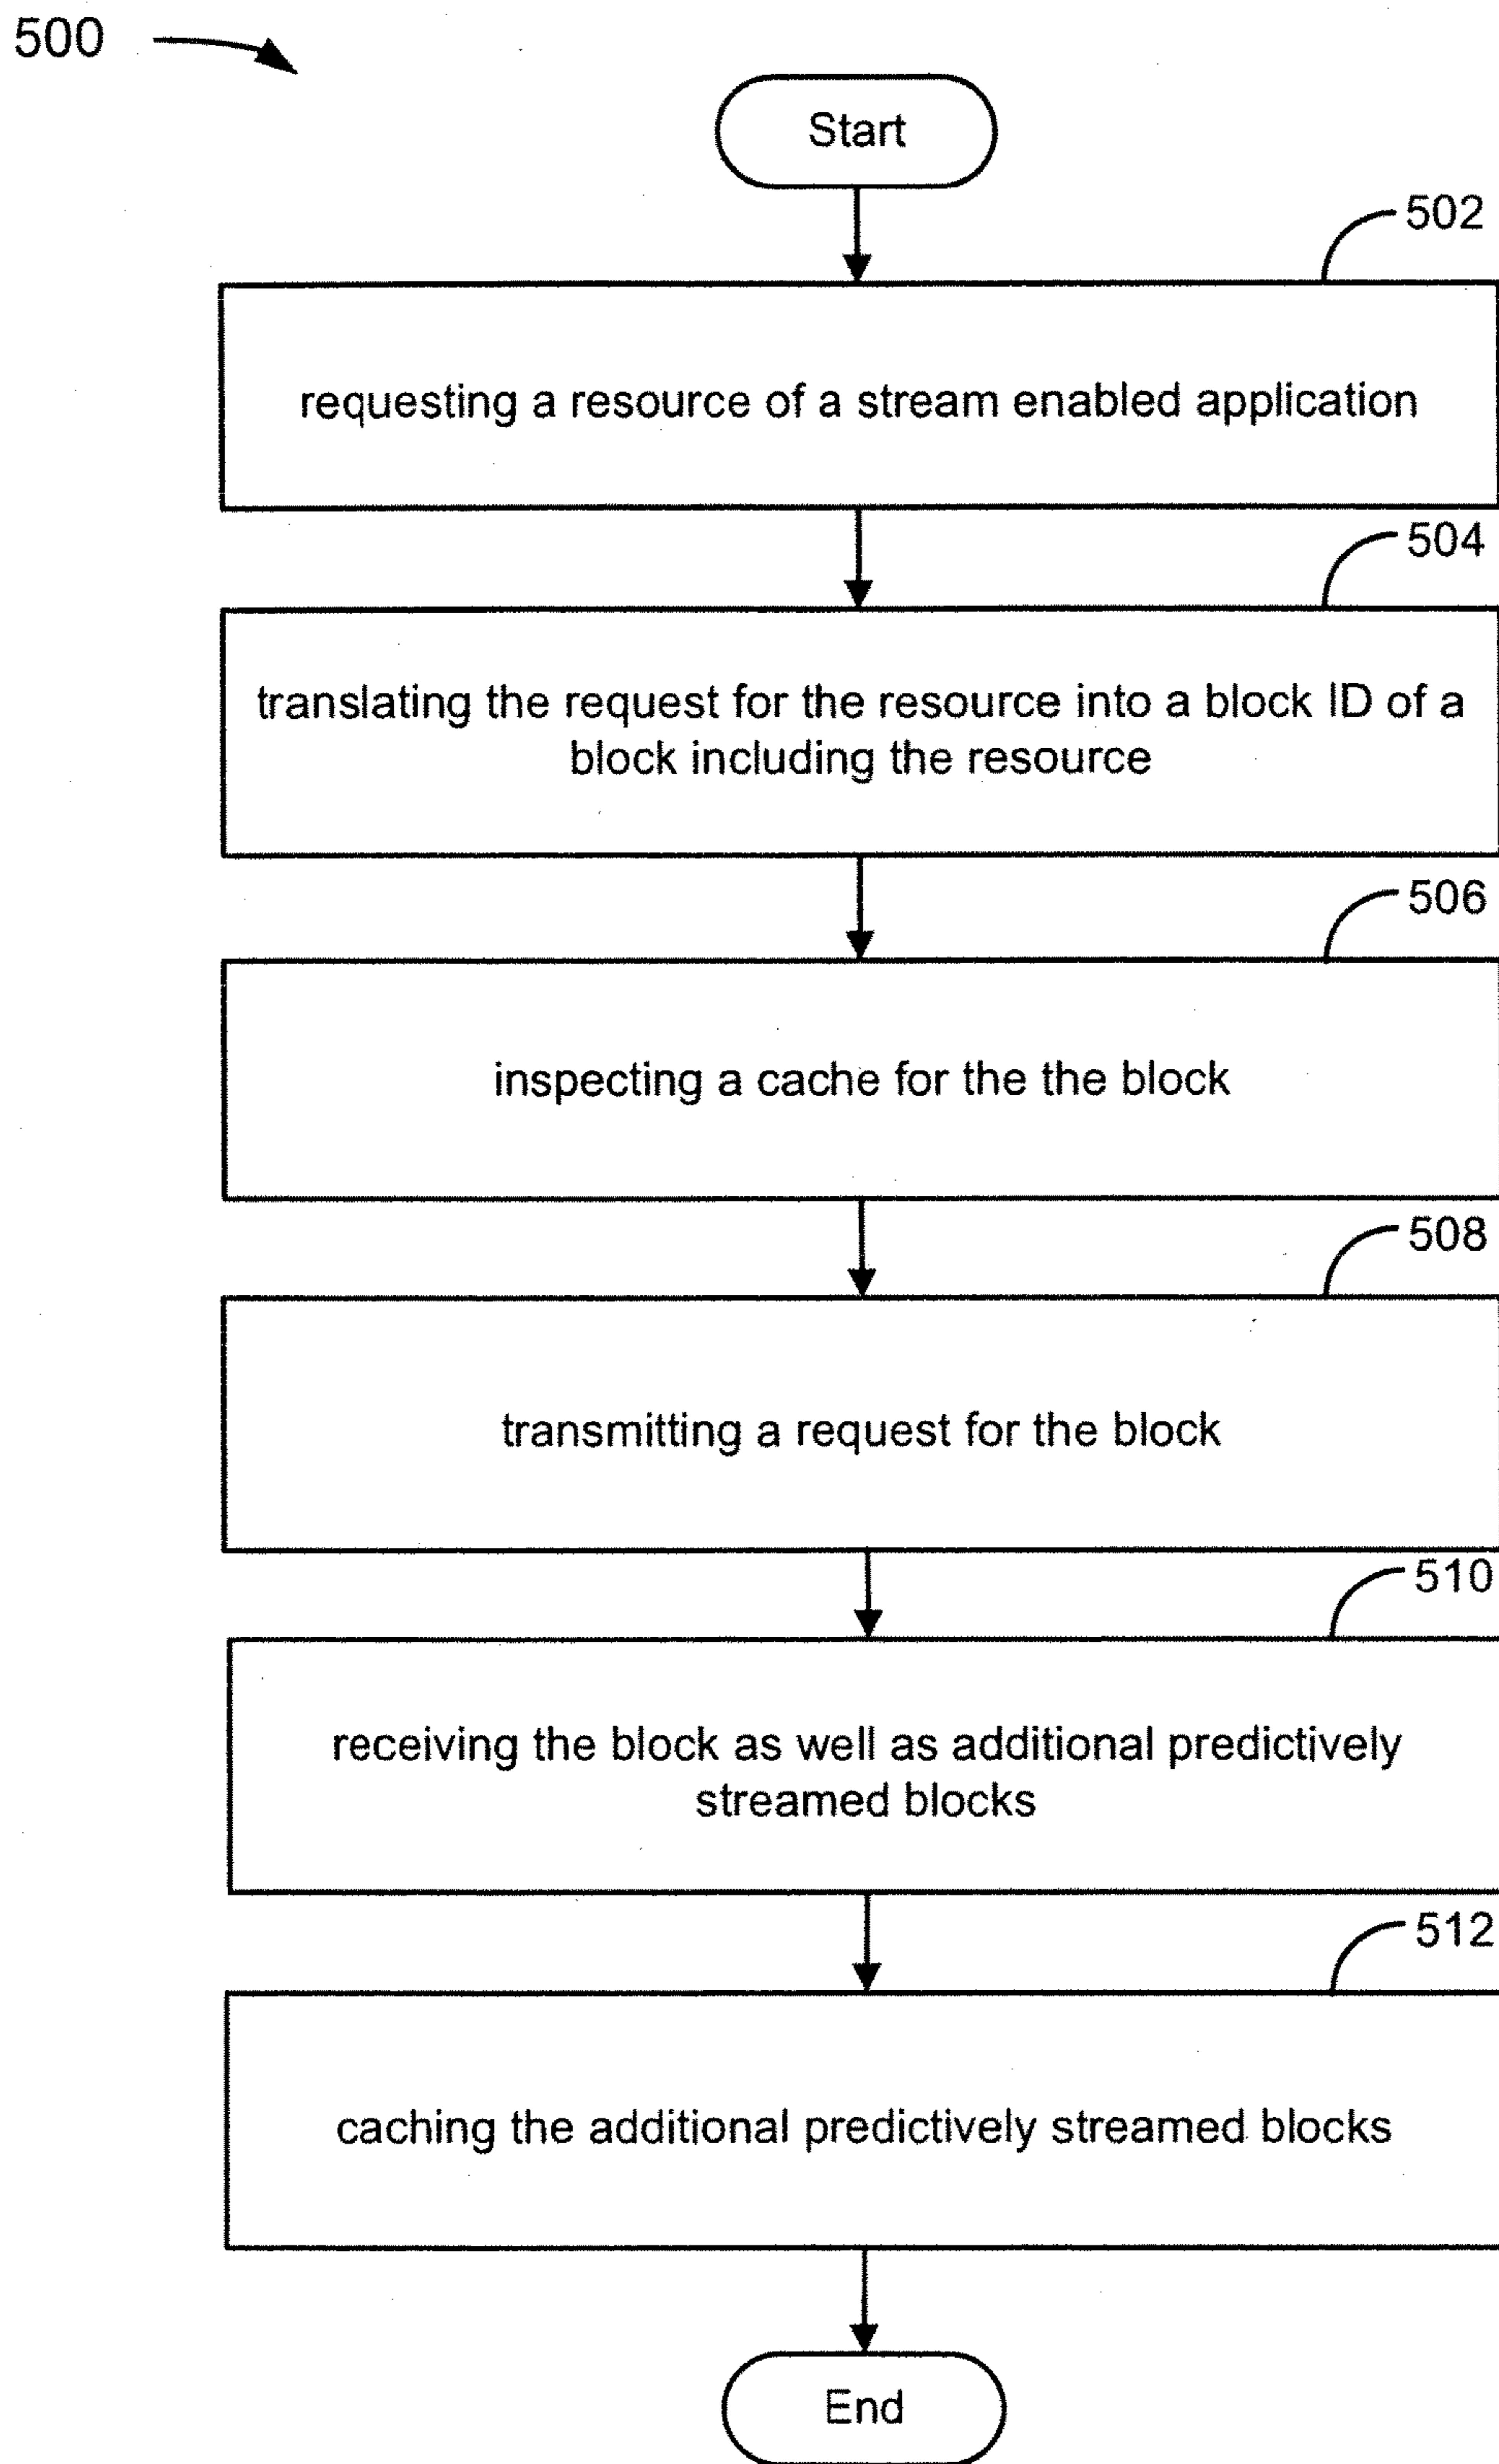 500
Start
502
requesting a resource of a stream enabled application
504
translating the request for the resource into a block ID of a
block including the resource
506
inspecting a cache for the the block
508
transmitting a request for the block
510
receiving the block as well as additional predictively
streamed blocks
512
caching the additional predictively streamed blocks
End